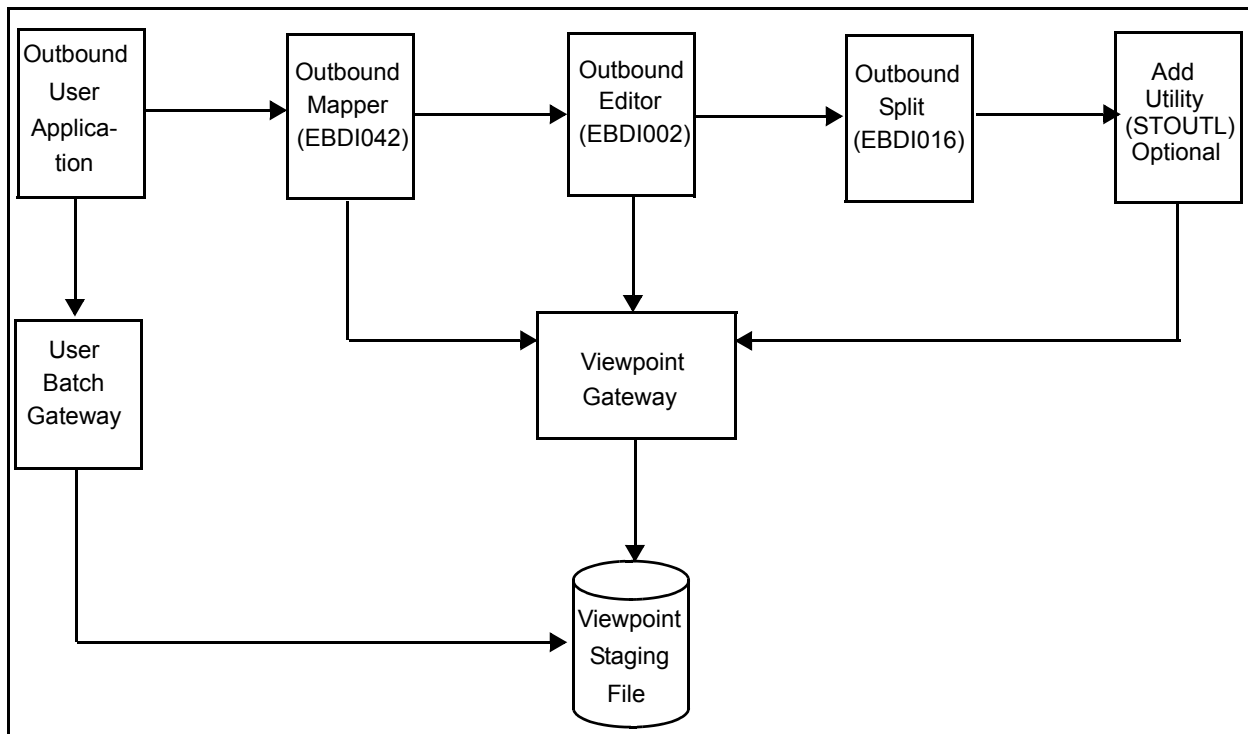 Outbound
User
Applica-
tion
Outbound
Mapper
(EBDI042)
Outbound
Editor
(EBDI002)
Outbound
Split
(EBDI016)
Add
Utility
(STOUTL)
Optional
User
Batch
Gateway
Viewpoint
Gateway
Viewpoint
Staging
File